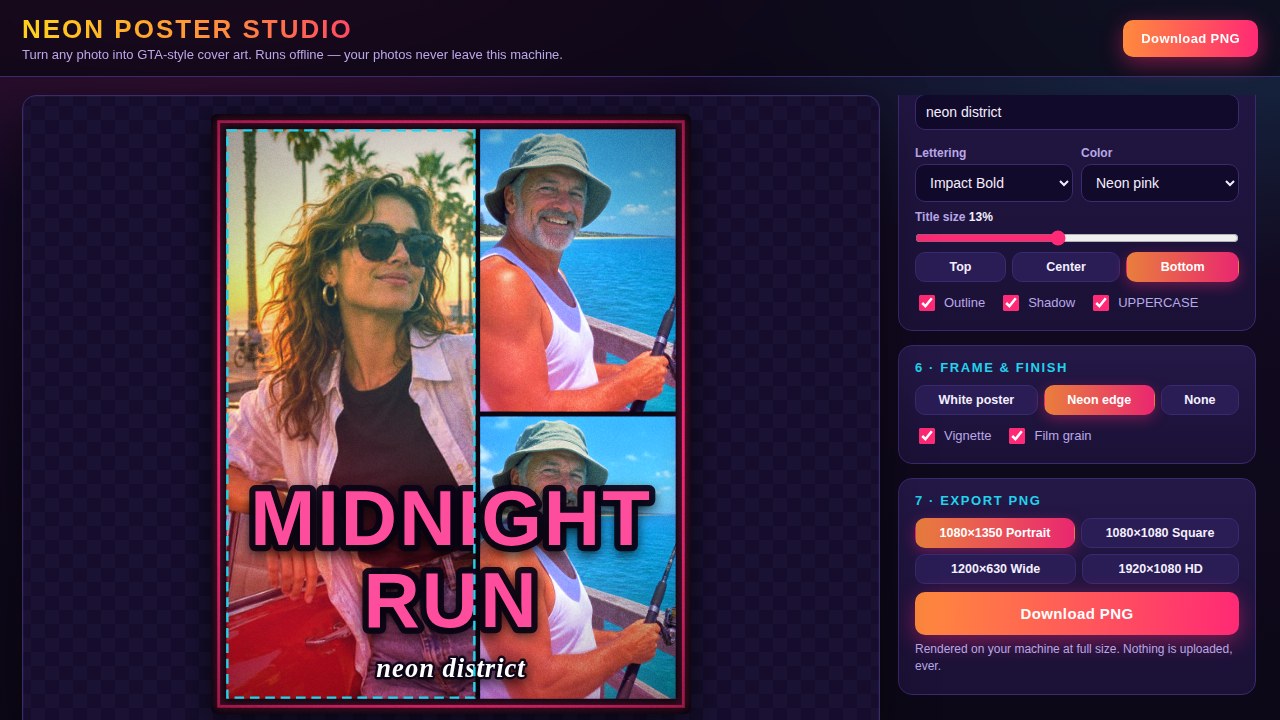 NEON POSTER STUDIO
Turn any photo into GTA-style cover art. Runs offline — your photos never leave this machine.
Download PNG
MIDNIGHT
RUN
neon district
neon district
Lettering Color
Impact Bold Neon pink
Title size 13%
Top Center Bottom
Outline Shadow UPPERCASE
6 · FRAME & FINISH
White poster Neon edge None
Vignette Film grain
7 · EXPORT PNG
1080×1350 Portrait 1080×1080 Square
1200×630 Wide 1920×1080 HD
Download PNG
Rendered on your machine at full size. Nothing is uploaded,
ever.